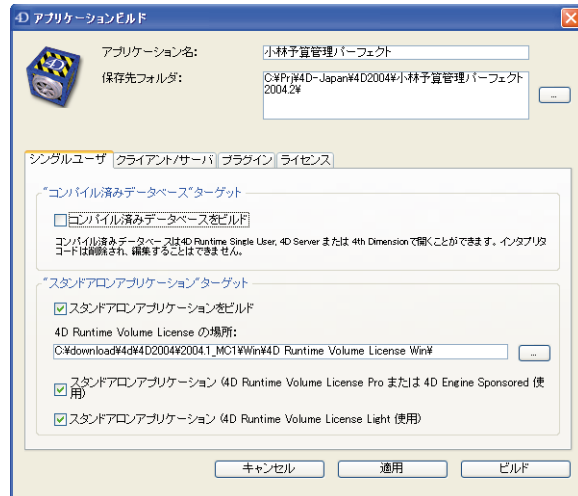 4D アプリケーションビルド
アプリケーション名:
小林予算管理パーフェクト
保存先フォルダ:
C:¥Prj¥4D-Japan¥4D2004¥小林予算管理パーフェクト
2004.2¥
...
シングルユーザ クライアント/サーバ プラグイン ライセンス
"コンパイル済みデータベース"ターゲット
コンパイル済みデータベースをビルド
コンパイル済みデータベースは4D Runtime Single User, 4D Server または 4th Dimensionで開くことができます。インタプリタ
コードは削除され、編集することはできません。
"スタンドアロンアプリケーション"ターゲット
スタンドアロンアプリケーションをビルド
4D Runtime Volume License の場所:
C:¥download¥4d¥4D2004¥2004.1_MC1¥Win¥4D Runtime Volume License Win¥
...
スタンドアロンアプリケーション (4D Runtime Volume License Pro または 4D Engine Sponsored 使
用)
スタンドアロンアプリケーション (4D Runtime Volume License Light 使用)
キャンセル 適用 ビルド